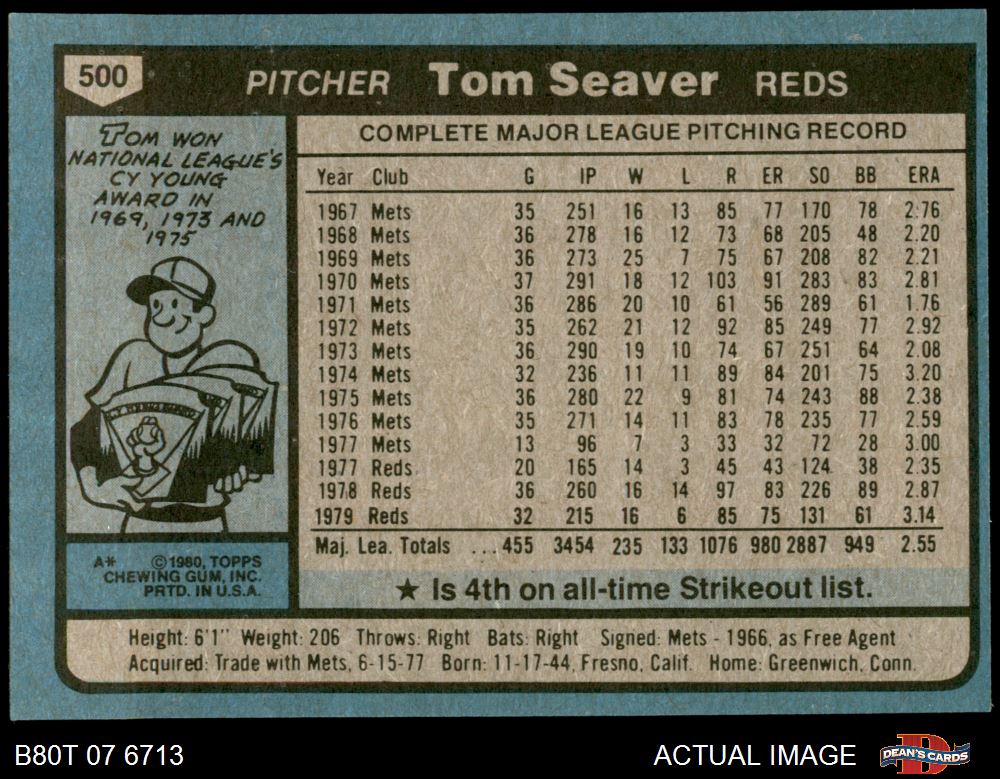 500
PITCHER Tom Seaver REDS
TOM WON
NATIONAL LEAGUE'S
CY YOUNG
AWARD IN
1969, 1973 AND
1975
CY YOUNG AWARD
A* ©1980, TOPPS
CHEWING GUM, INC.
PRTD. IN U.S.A.
COMPLETE MAJOR LEAGUE PITCHING RECORD
Year Club G IP W L R ER SO BB ERA
1967 Mets 35 251 16 13 85 77 170 78 2.76
1968 Mets 36 278 16 12 73 68 205 48 2.20
1969 Mets 36 273 25 7 75 67 208 82 2.21
1970 Mets 37 291 18 12 103 91 283 83 2.81
1971 Mets 36 286 20 10 61 56 289 61 1.76
1972 Mets 35 262 21 12 92 85 249 77 2.92
1973 Mets 36 290 19 10 74 67 251 64 2.08
1974 Mets 32 236 11 11 89 84 201 75 3.20
1975 Mets 36 280 22 9 81 74 243 88 2.38
1976 Mets 35 271 14 11 83 78 235 77 2.59
1977 Mets 13 96 7 3 33 32 72 28 3.00
1977 Reds 20 165 14 3 45 43 124 38 2.35
1978 Reds 36 260 16 14 97 83 226 89 2.87
1979 Reds 32 215 16 6 85 75 131 61 3.14
Maj. Lea. Totals ...455 3454 235 133 1076 980 2887 949 2.55
★ Is 4th on all-time Strikeout list.
Height: 6'1" Weight: 206 Throws: Right Bats: Right Signed: Mets - 1966, as Free Agent
Acquired: Trade with Mets, 6-15-77 Born: 11-17-44, Fresno, Calif. Home: Greenwich, Conn.
B80T 07 6713 ACTUAL IMAGE DEAN'S CARDS